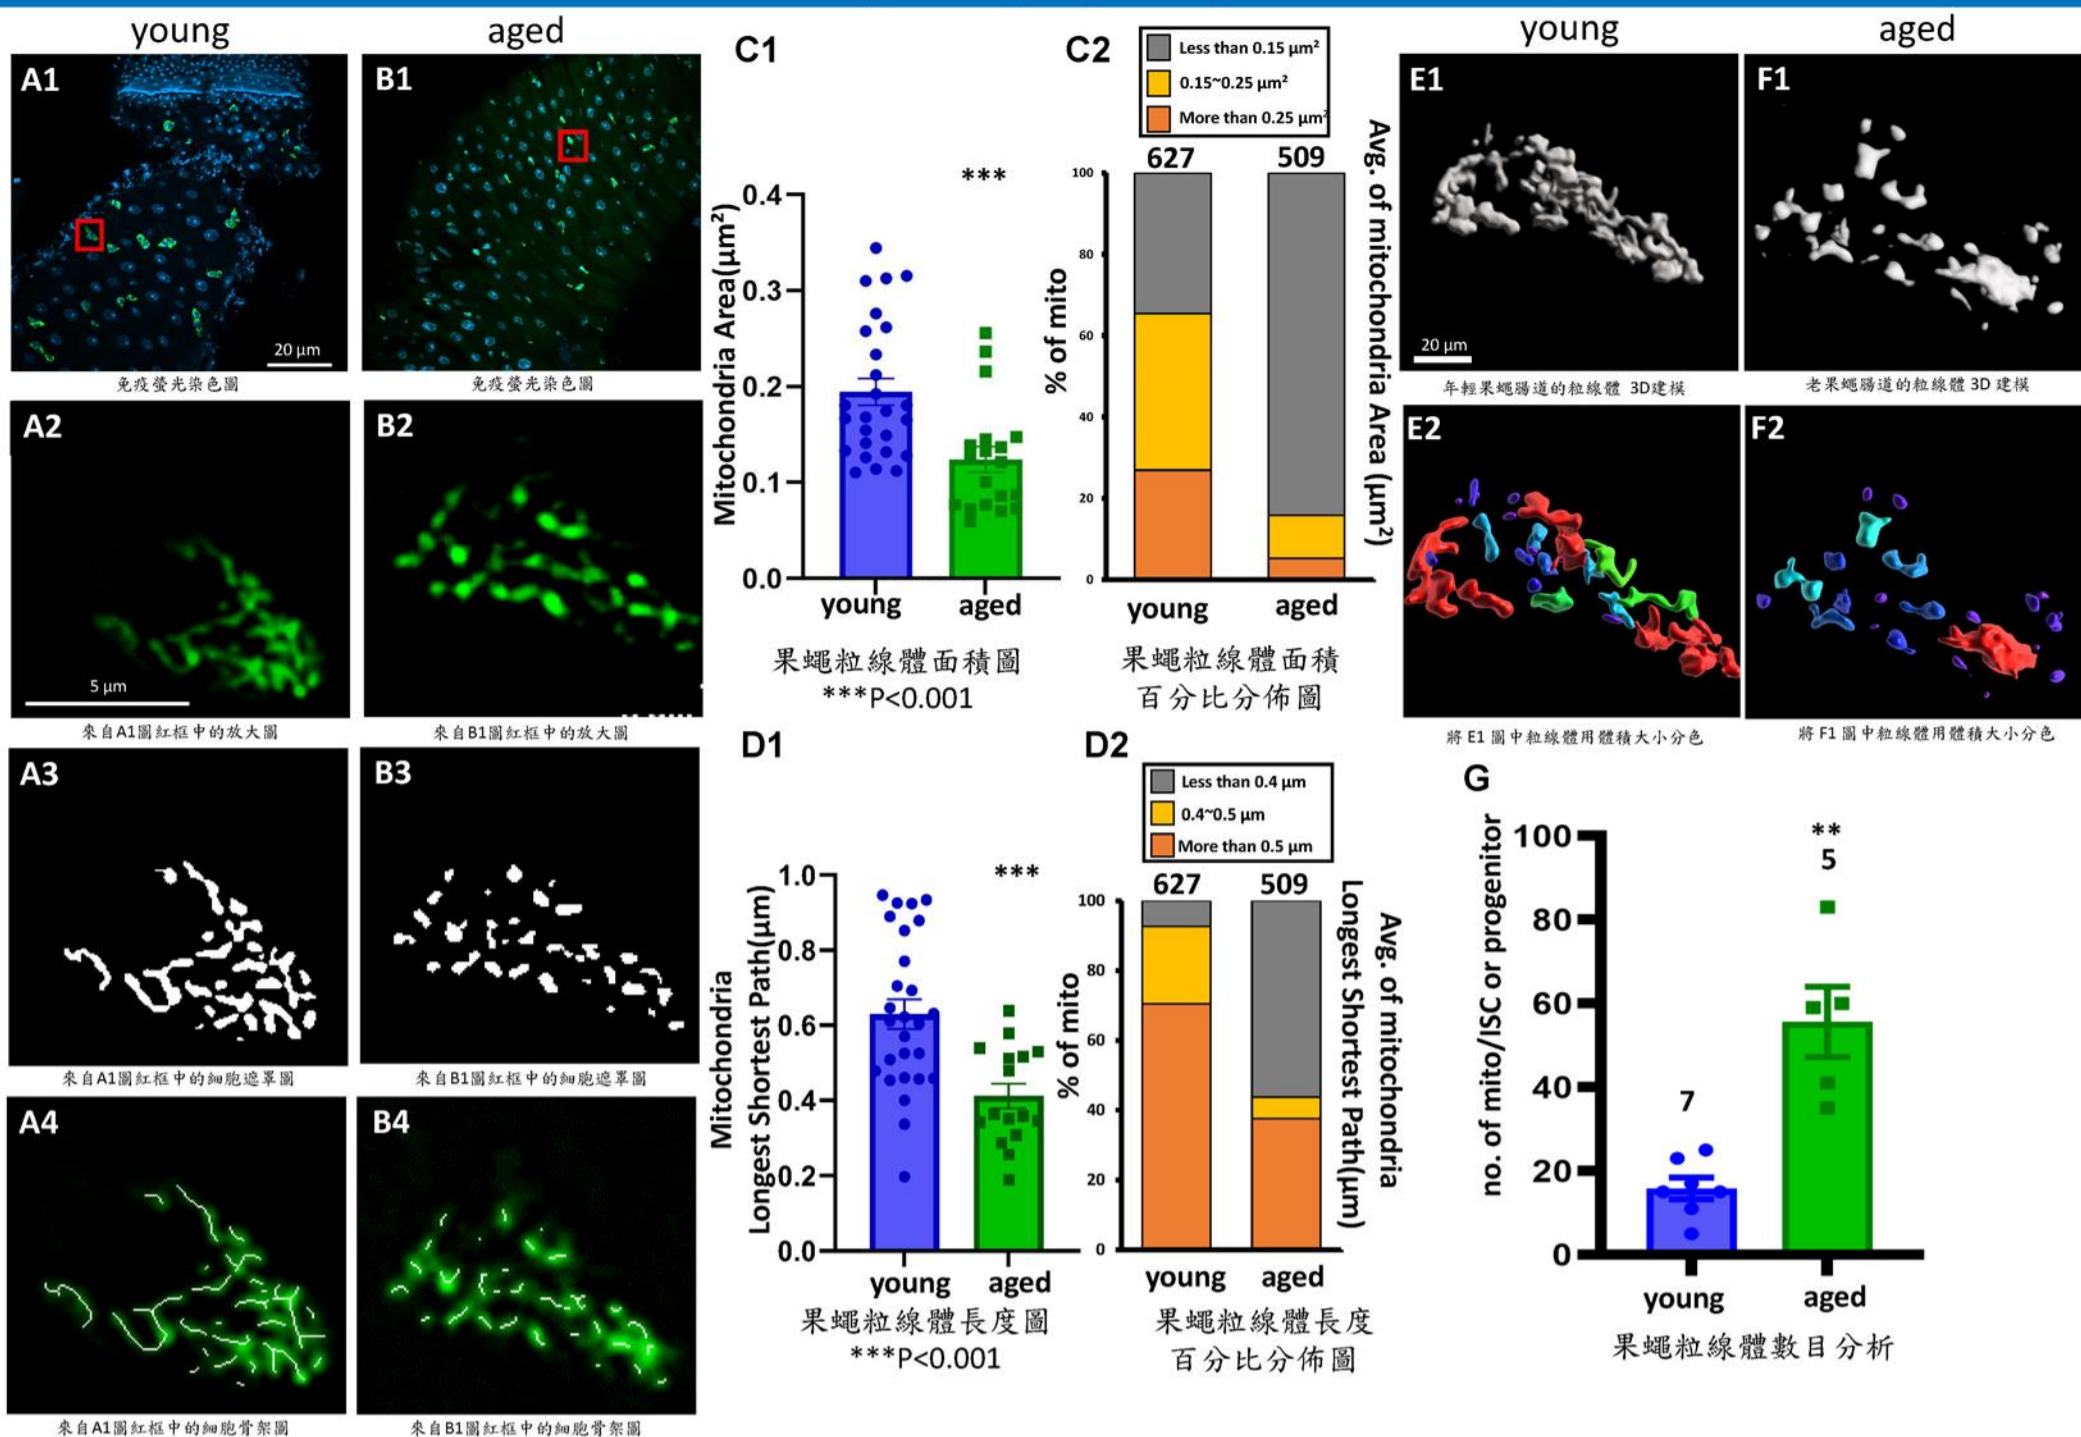 young
aged
A1
20 µm
免疫螢光染色圖
B1
免疫螢光染色圖
A2
5 µm
來自A1圖紅框中的放大圖
B2
來自B1圖紅框中的放大圖
A3
來自A1圖紅框中的細胞遮罩圖
B3
來自B1圖紅框中的細胞遮罩圖
A4
來自A1圖紅框中的細胞骨架圖
B4
來自B1圖紅框中的細胞骨架圖
C1
Mitochondria Area(µm²)
0.4
0.3
0.2
0.1
0.0
***
young
aged
果蠅粒線體面積圖
***P<0.001
C2
Less than 0.15 µm²
0.15~0.25 µm²
More than 0.25 µm²
627
509
% of mito
100
80
60
40
20
0
Avg. of mitochondria Area (µm²)
young
aged
果蠅粒線體面積
百分比分佈圖
D1
Mitochondria
Longest Shortest Path(µm)
1.0
0.8
0.6
0.4
0.2
0.0
***
young
aged
果蠅粒線體長度圖
***P<0.001
D2
Less than 0.4 µm
0.4~0.5 µm
More than 0.5 µm
627
509
% of mito
100
80
60
40
20
0
Avg. of mitochondria
Longest Shortest Path(µm)
young
aged
果蠅粒線體長度
百分比分佈圖
young
aged
E1
20 µm
年輕果蠅腸道的粒線體 3D建模
F1
老果蠅腸道的粒線體 3D 建模
E2
將 E1 圖中粒線體用體積大小分色
F2
將 F1 圖中粒線體用體積大小分色
G
no. of mito/ISC or progenitor
100
80
60
40
20
0
7
**
5
young
aged
果蠅粒線體數目分析